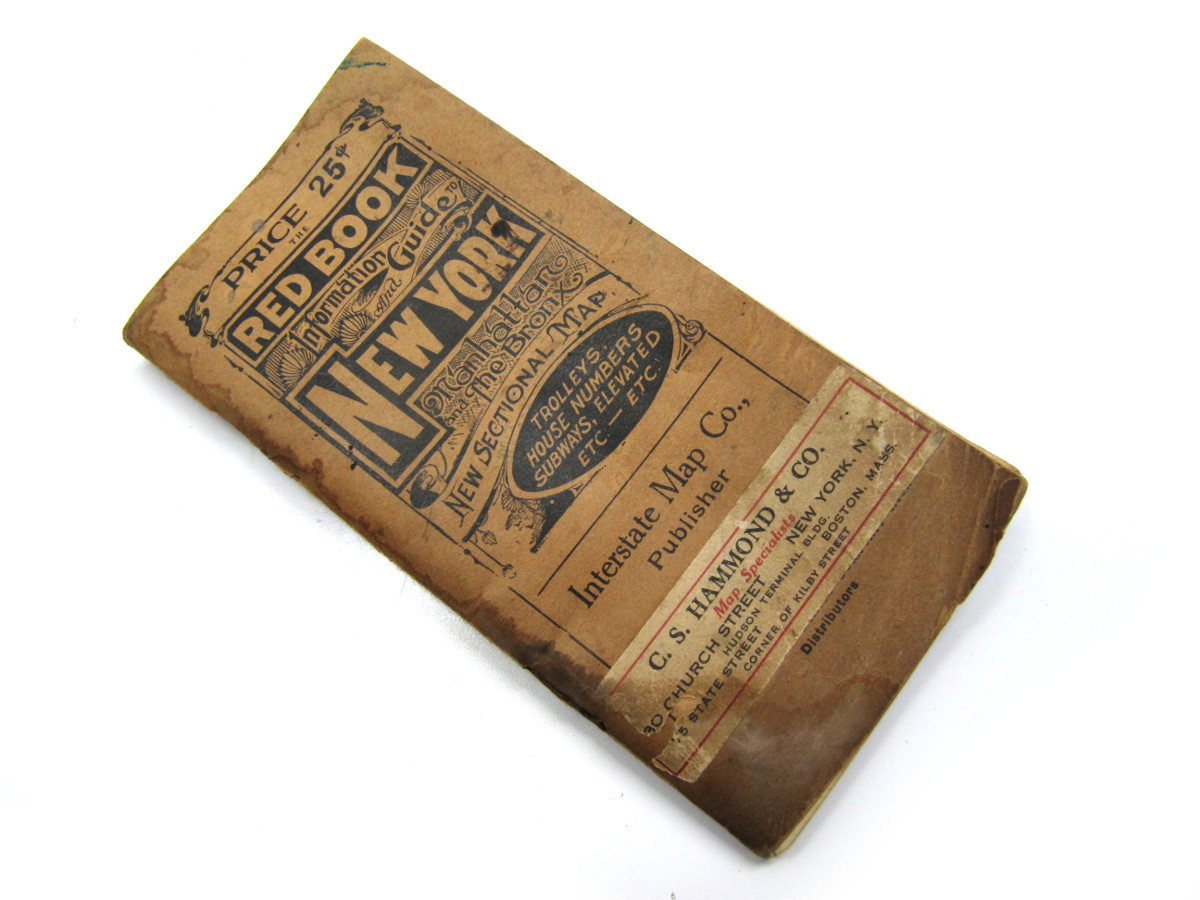 PRICE 25¢
THE
RED BOOK
Information
And Guide TO
NEW YORK
Manhattan
and The Bronx
NEW SECTIONAL MAP
TROLLEYS,
HOUSE NUMBERS
SUBWAYS, ELEVATED
ETC — ETC.
Interstate Map Co.,
Publisher
C. S. HAMMOND & CO.
Map Specialists
30 CHURCH STREET NEW YORK, N. Y.
HUDSON TERMINAL BLDG.
75 STATE STREET BOSTON, MASS.
CORNER OF KILBY STREET
Distributors